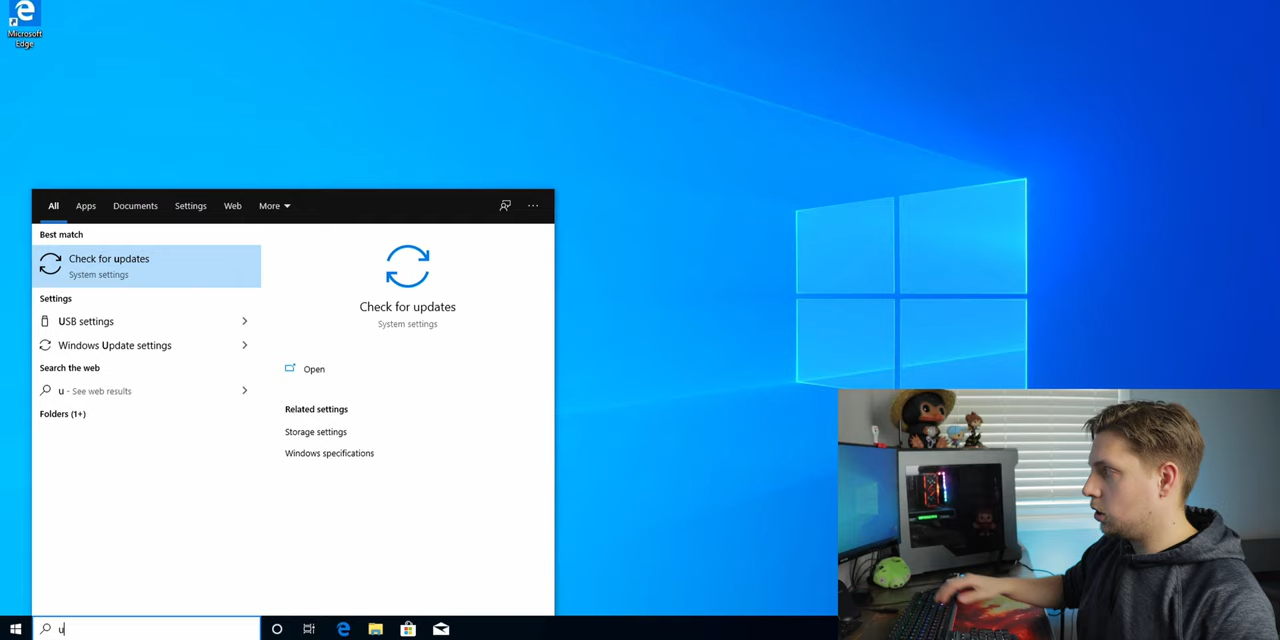 Microsoft
Edge
All Apps Documents Settings Web More
Best match
Check for updates
System settings
Settings
USB settings
Windows Update settings
Search the web
u - See web results
Folders (1+)
Check for updates
System settings
Open
Related settings
Storage settings
Windows specifications
u